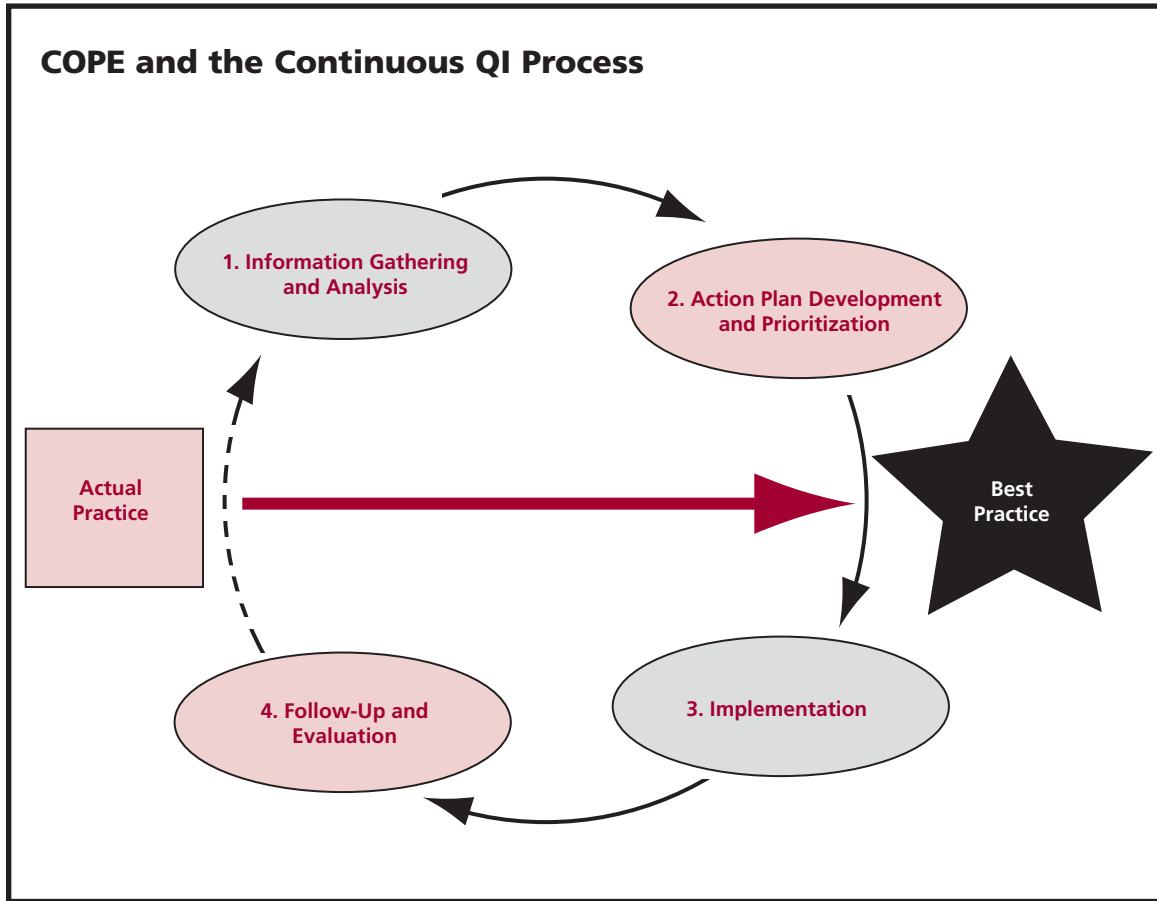 COPE and the Continuous QI Process
1. Information Gathering
and Analysis
2. Action Plan Development
and Prioritization
Actual
Practice
Best
Practice
3. Implementation
4. Follow-Up and
Evaluation